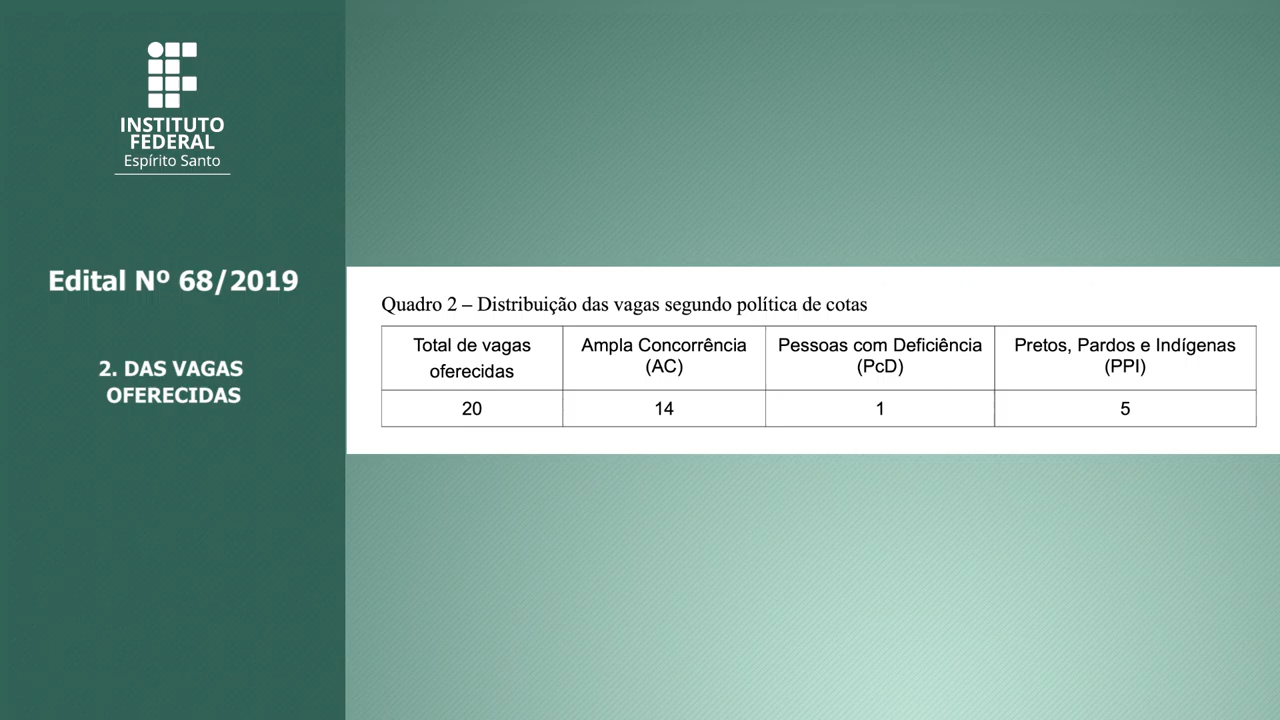 INSTITUTO
FEDERAL
Espírito Santo
Edital Nº 68/2019
2. DAS VAGAS
OFERECIDAS
Quadro 2 – Distribuição das vagas segundo política de cotas
Total de vagas
oferecidas
Ampla Concorrência
(AC)
Pessoas com Deficiência
(PcD)
Pretos, Pardos e Indígenas
(PPI)
20
14
1
5